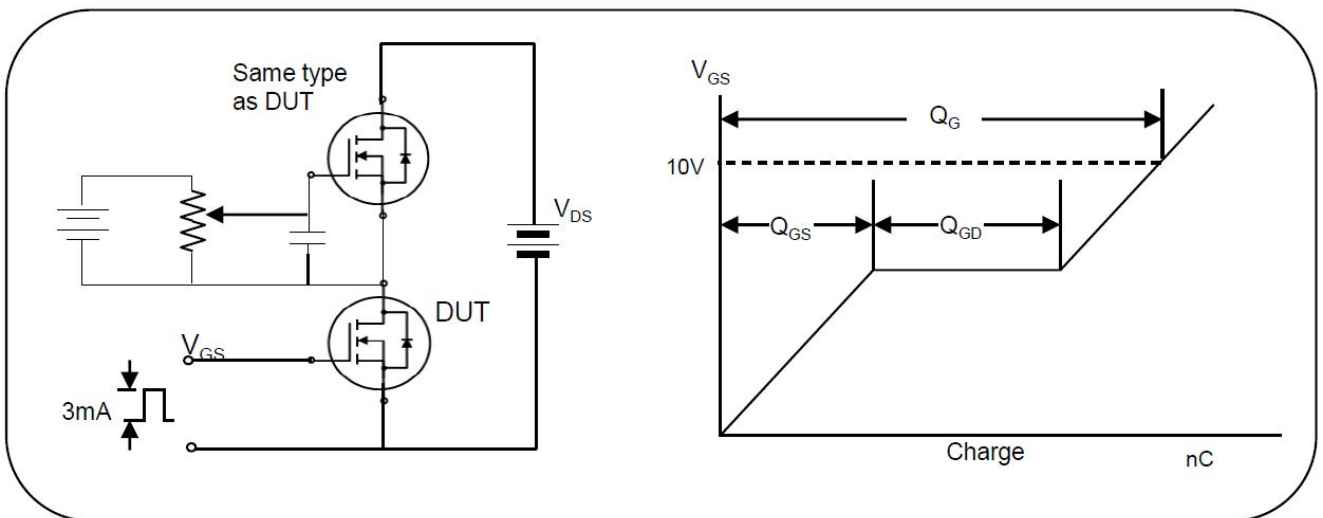 Same type
as DUT
V_DS
DUT
V_GS
3mA
V_GS
Q_G
10V
Q_GS
Q_GD
Charge
nC